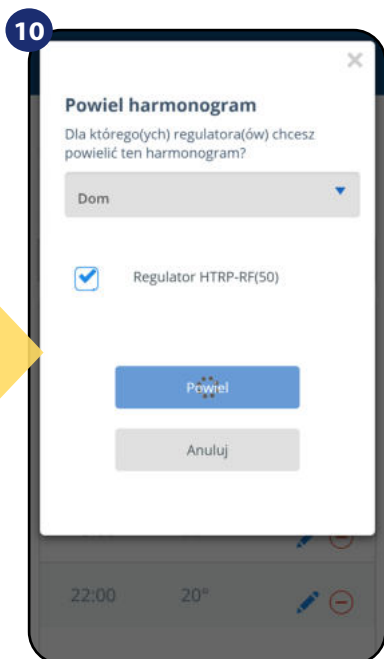 10
Powiel harmonogram
Dla którego(ych) regulatora(ów) chcesz
powielić ten harmonogram?
Dom
Regulator HTRP-RF(50)
Powiel
Anuluj
22:00 20°